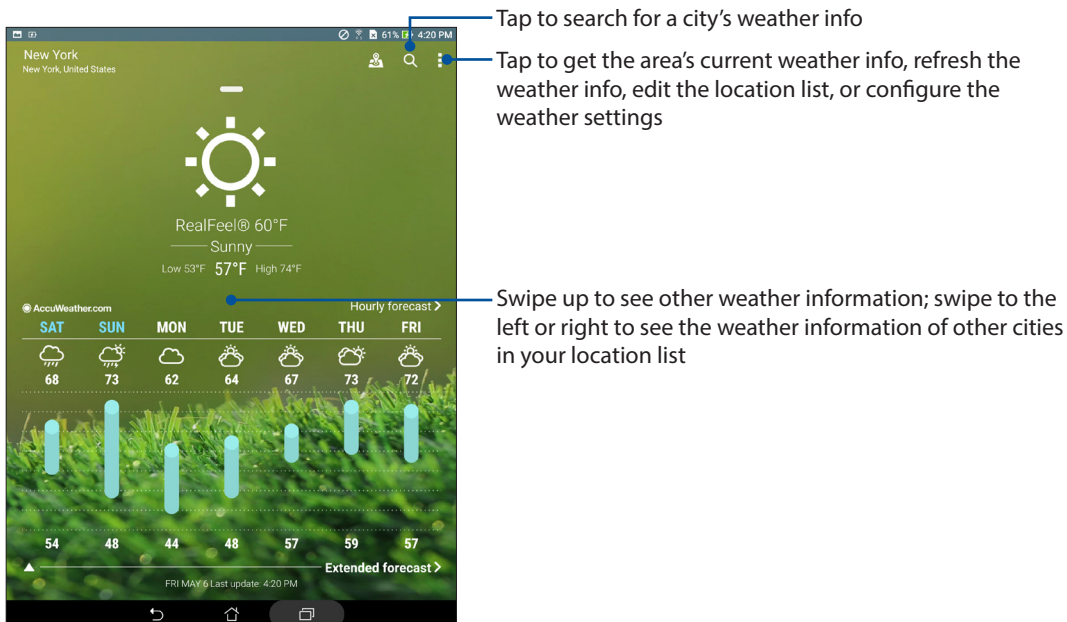 Tap to search for a city's weather info
61% 4:20 PM
New York
New York, United States
Tap to get the area's current weather info, refresh the
weather info, edit the location list, or configure the
weather settings
RealFeel® 60°F
Sunny
Low 53°F 57°F High 74°F
AccuWeather.com
Hourly forecast >
Swipe up to see other weather information; swipe to the
left or right to see the weather information of other cities
in your location list
SAT SUN MON TUE WED THU FRI
68 73 62 64 67 73 72
54 48 44 48 57 59 57
Extended forecast >
FRI MAY 6 Last update: 4:20 PM